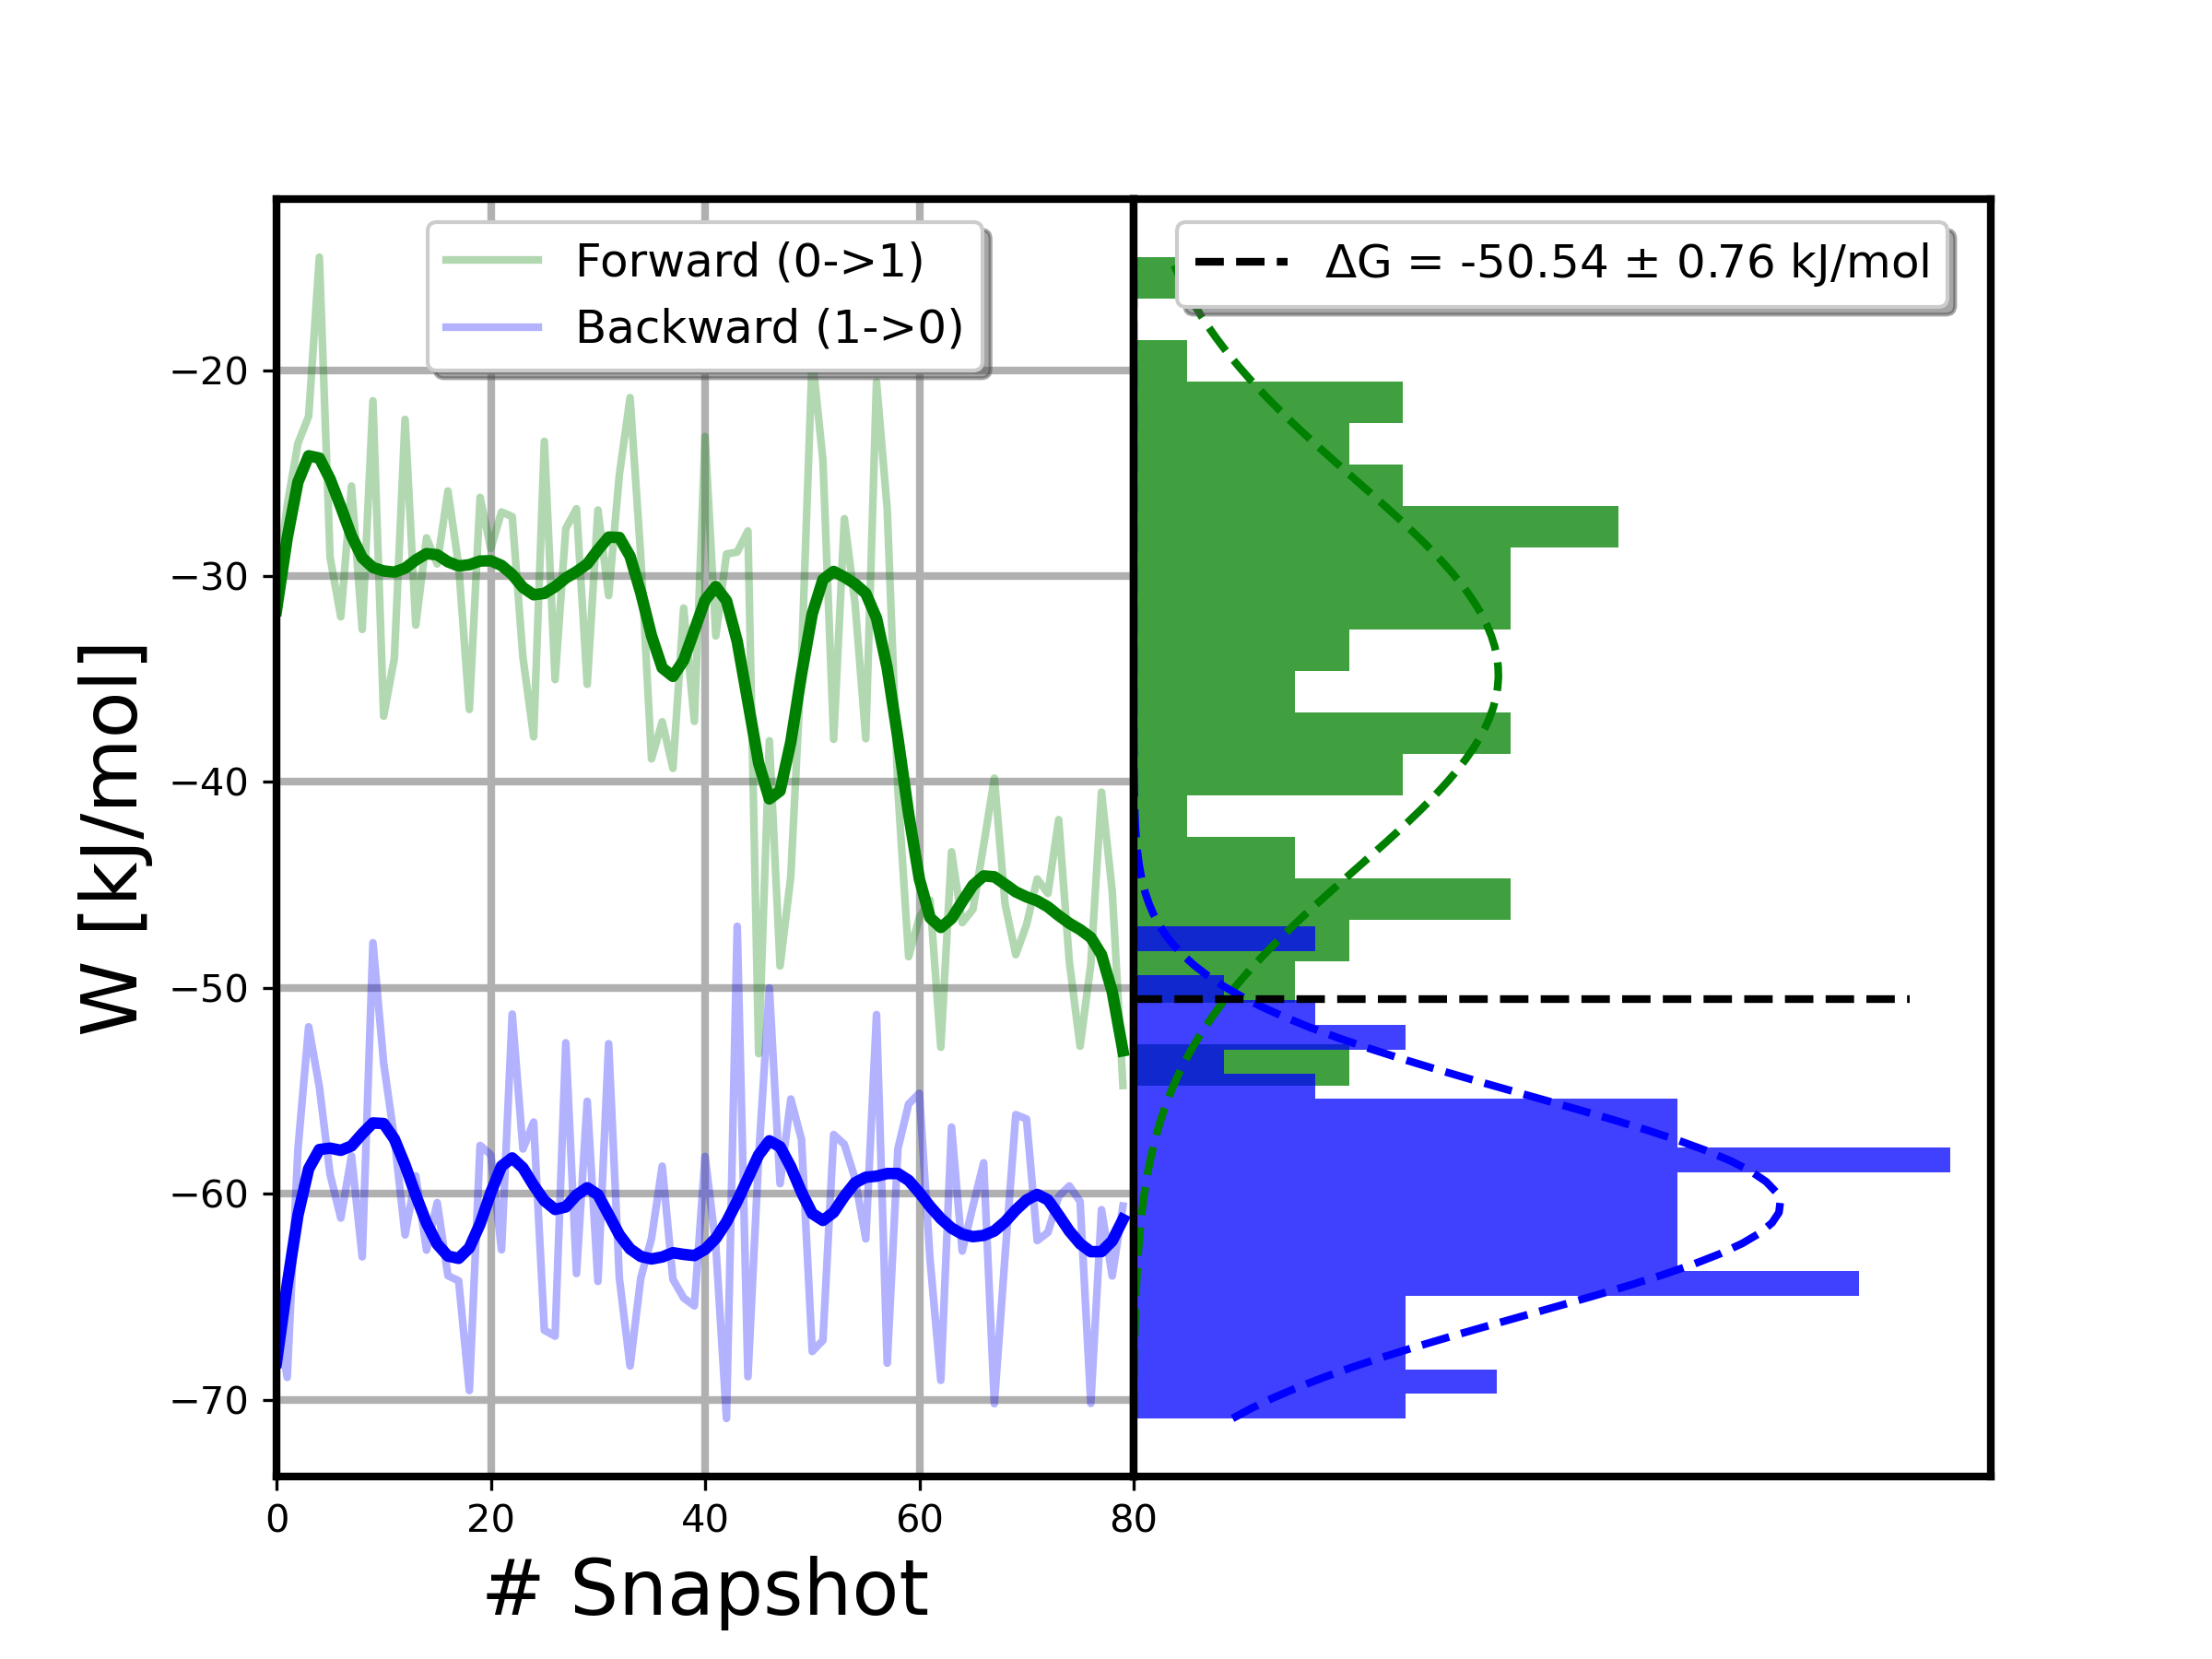 Forward (0->1)
Backward (1->0)
ΔG = -50.54 ± 0.76 kJ/mol
W [kJ/mol]
−20
−30
−40
−50
−60
−70
0 20 40 60 80
# Snapshot